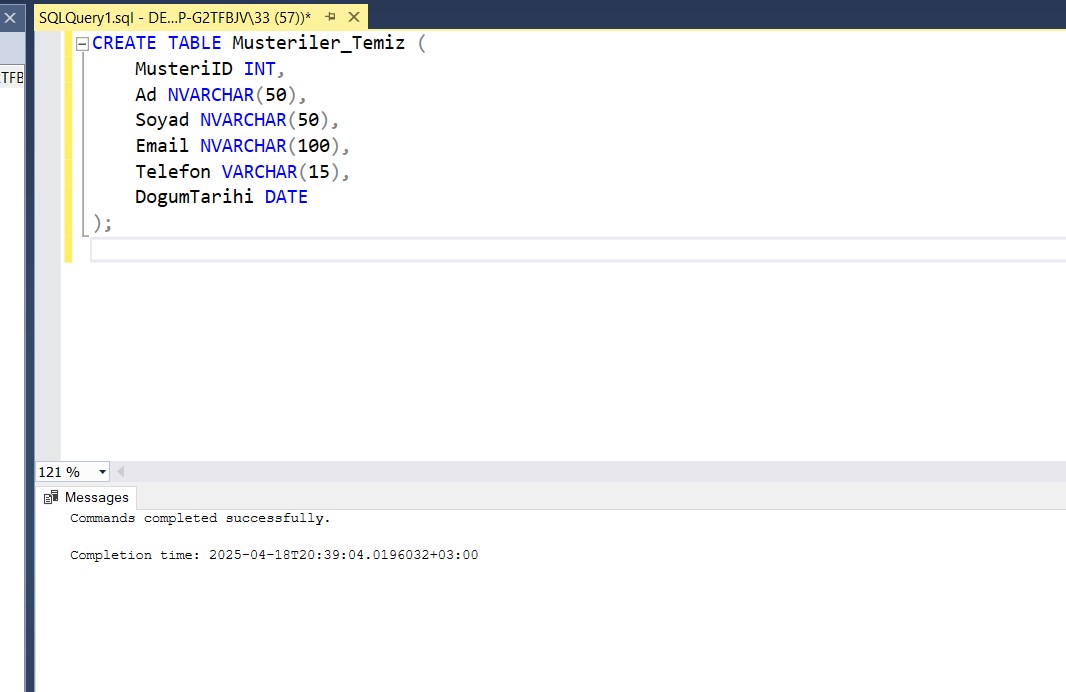 SQLQuery1.sql - DE...P-G2TFBJV\33 (57))*
TFB
CREATE TABLE Musteriler_Temiz (
MusteriID INT,
Ad NVARCHAR(50),
Soyad NVARCHAR(50),
Email NVARCHAR(100),
Telefon VARCHAR(15),
DogumTarihi DATE
);
121 %
Messages
Commands completed successfully.
Completion time: 2025-04-18T20:39:04.0196032+03:00